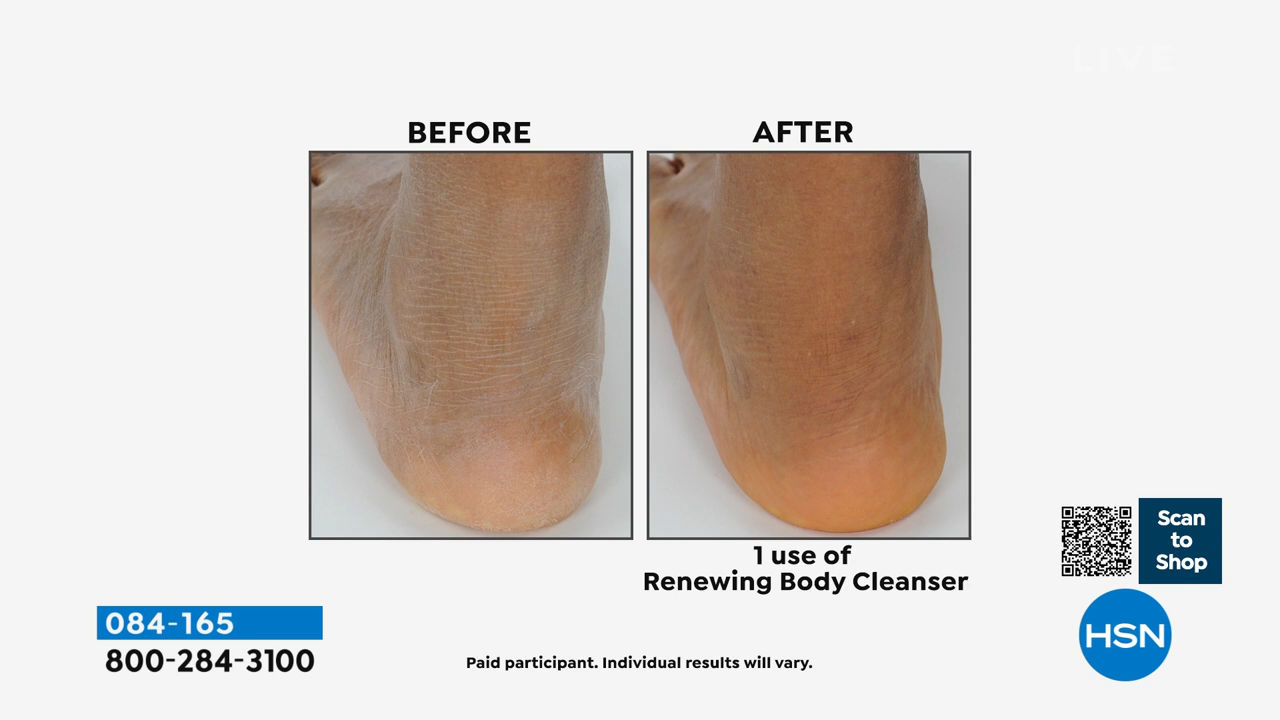 LIVE
BEFORE
AFTER
1 use of
Renewing Body Cleanser
Scan
to
Shop
HSN
084-165
800-284-3100
Paid participant. Individual results will vary.